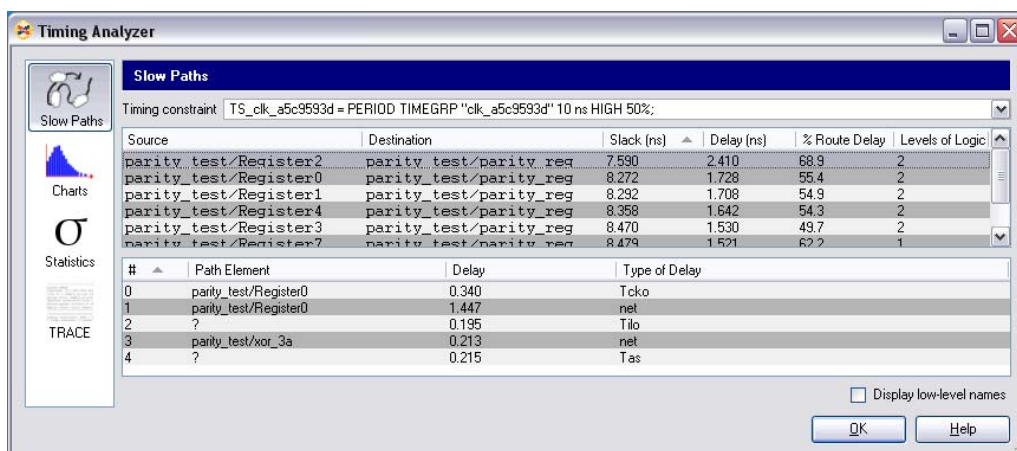 Timing Analyzer
Slow Paths
Charts
σ
Statistics
TRACE
Slow Paths
Timing constraint TS_clk_a5c9593d = PERIOD TIMEGRP "clk_a5c9593d" 10 ns HIGH 50%;
Source Destination Slack (ns) Delay (ns) % Route Delay Levels of Logic
parity_test/Register2 parity_test/parity_reg 7.590 2.410 68.9 2
parity_test/Register0 parity_test/parity_reg 8.272 1.728 55.4 2
parity_test/Register1 parity_test/parity_reg 8.292 1.708 54.9 2
parity_test/Register4 parity_test/parity_reg 8.358 1.642 54.3 2
parity_test/Register3 parity_test/parity_reg 8.470 1.530 49.7 2
parity_test/Register7 parity_test/parity_reg 8.479 1.521 62.2 1
# Path Element Delay Type of Delay
0 parity_test/Register0 0.340 Tcko
1 parity_test/Register0 1.447 net
2 ? 0.195 Tilo
3 parity_test/xor_3a 0.213 net
4 ? 0.215 Tas
Display low-level names
OK Help